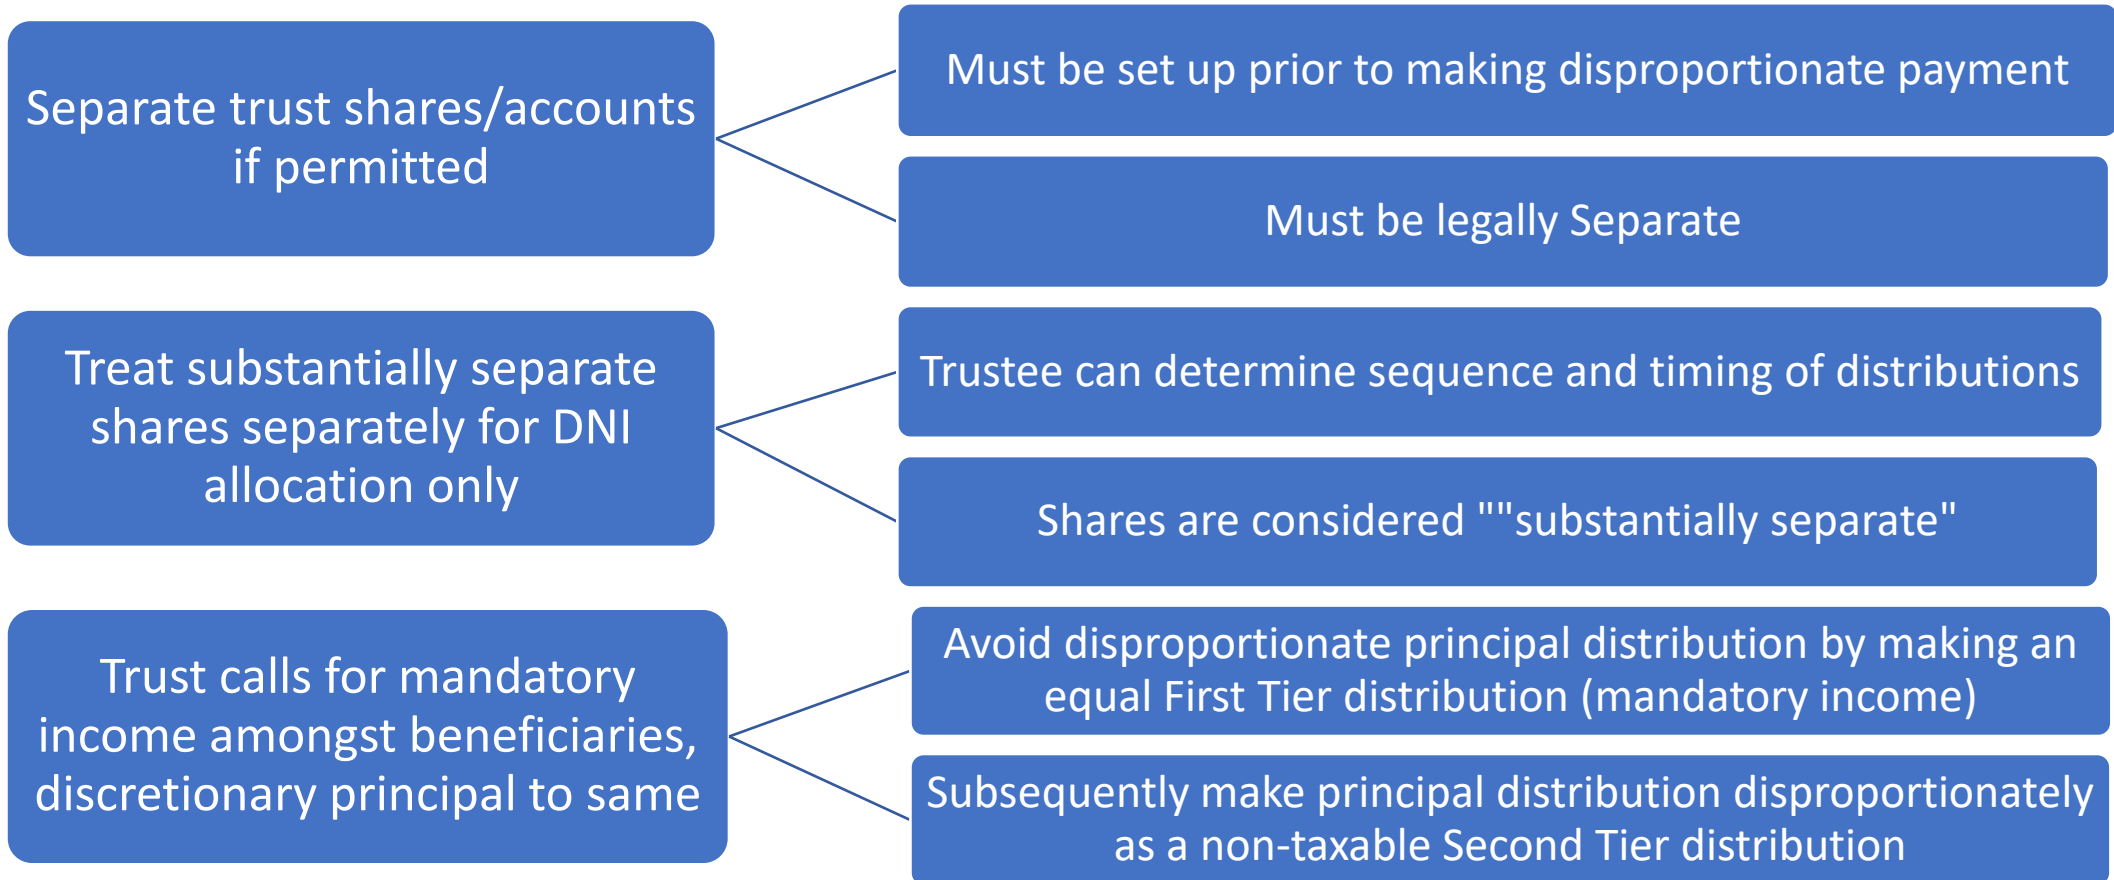 Separate trust shares/accounts
if permitted
Must be set up prior to making disproportionate payment
Must be legally Separate
Treat substantially separate
shares separately for DNI
allocation only
Trustee can determine sequence and timing of distributions
Shares are considered ""substantially separate"
Trust calls for mandatory
income amongst beneficiaries,
discretionary principal to same
Avoid disproportionate principal distribution by making an
equal First Tier distribution (mandatory income)
Subsequently make principal distribution disproportionately
as a non-taxable Second Tier distribution